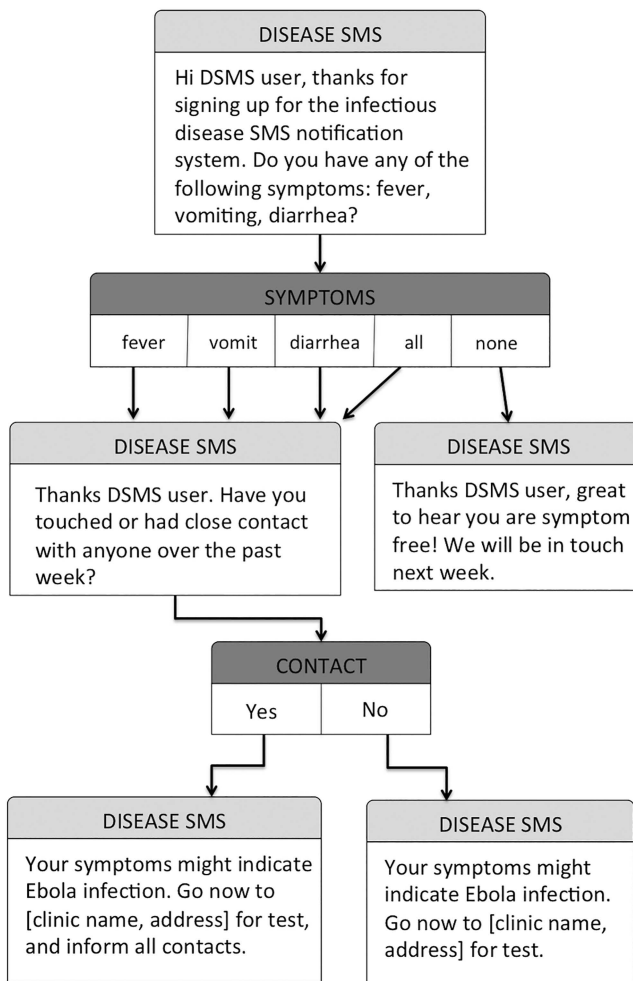 DISEASE SMS
Hi DSMS user, thanks for
signing up for the infectious
disease SMS notification
system. Do you have any of the
following symptoms: fever,
vomiting, diarrhea?
SYMPTOMS
fever vomit diarrhea all none
DISEASE SMS
Thanks DSMS user. Have you
touched or had close contact
with anyone over the past
week?
DISEASE SMS
Thanks DSMS user, great
to hear you are symptom
free! We will be in touch
next week.
CONTACT
Yes No
DISEASE SMS
Your symptoms might indicate
Ebola infection. Go now to
[clinic name, address] for test,
and inform all contacts.
DISEASE SMS
Your symptoms might
indicate Ebola infection.
Go now to [clinic name,
address] for test.